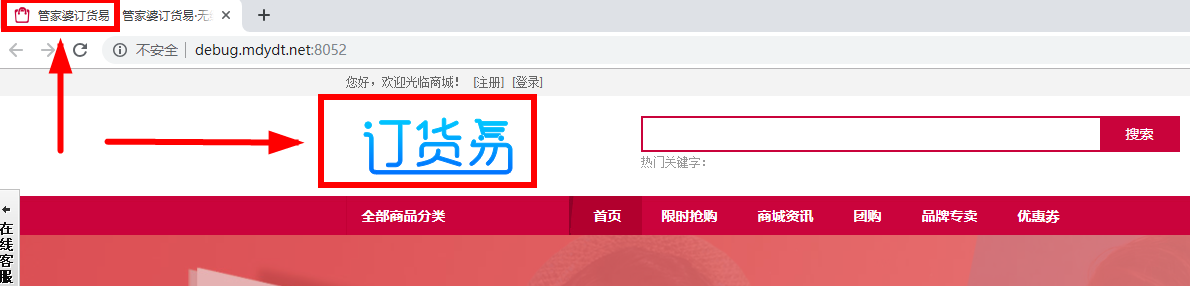 管家婆订货易 管家婆订货易-无
不安全 debug.mdydt.net:8052
您好，欢迎光临商城！ [注册] [登录]
订货易
搜索
热门关键字：
全部商品分类 首页 限时抢购 商城资讯 团购 品牌专卖 优惠券
在线客服